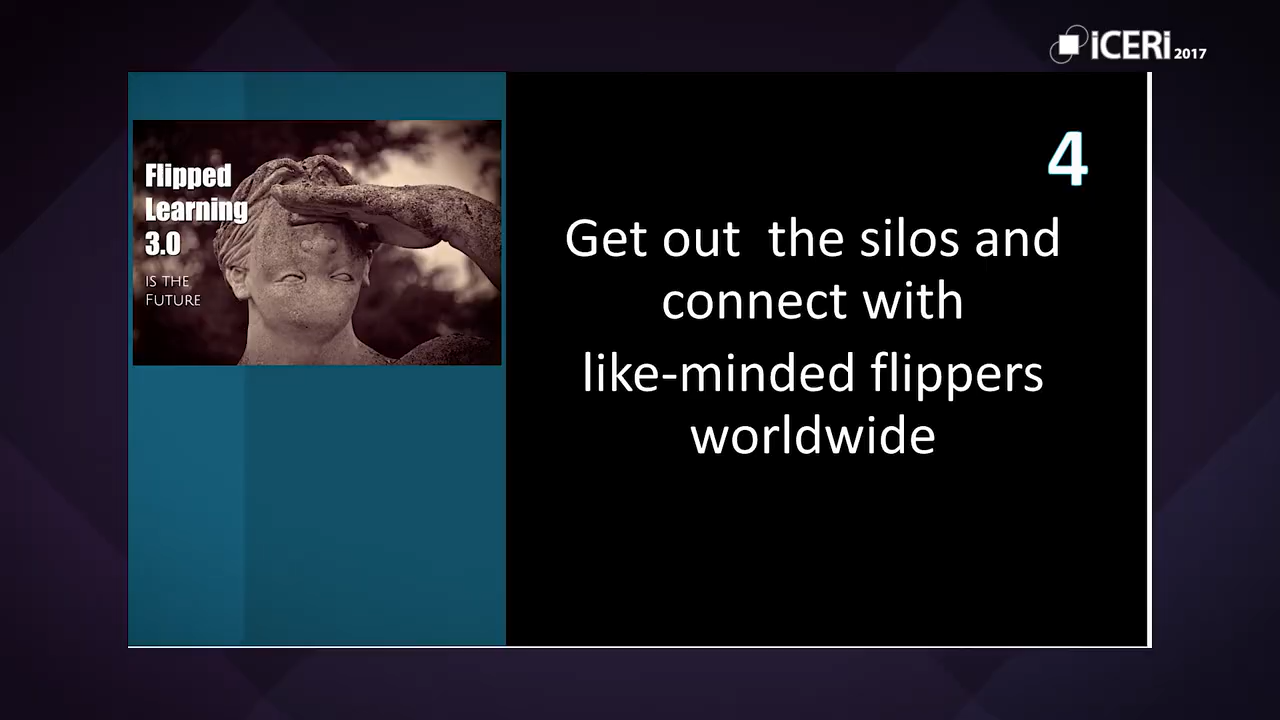 iCERi 2017
Flipped
Learning
3.0
IS THE
FUTURE
4
Get out  the silos and
connect with
like-minded flippers
worldwide